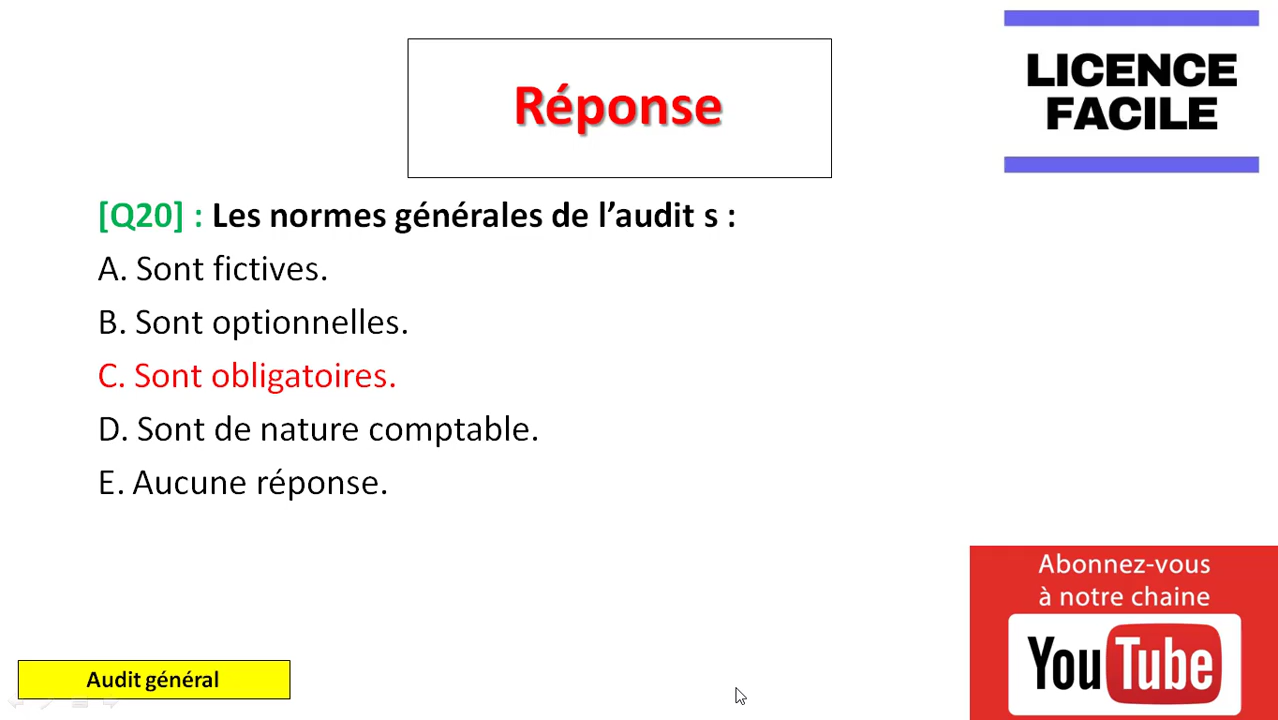 Réponse
LICENCE
FACILE
[Q20] : Les normes générales de l’audit s :
A. Sont fictives.
B. Sont optionnelles.
C. Sont obligatoires.
D. Sont de nature comptable.
E. Aucune réponse.
Abonnez-vous
à notre chaine
YouTube
Audit général